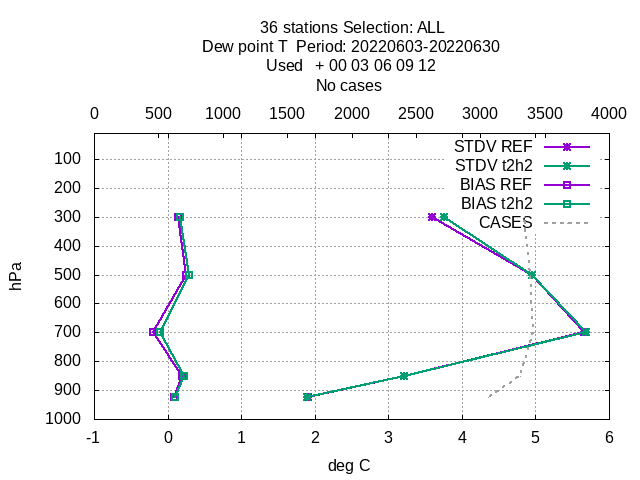 36 stations Selection: ALL
Dew point T  Period: 20220603-20220630
Used   + 00 03 06 09 12
No cases
0 500 1000 1500 2000 2500 3000 3500 4000
STDV REF
STDV t2h2
BIAS REF
BIAS t2h2
CASES
100
200
300
400
500
600
700
800
900
1000
hPa
-1 0 1 2 3 4 5 6
deg C